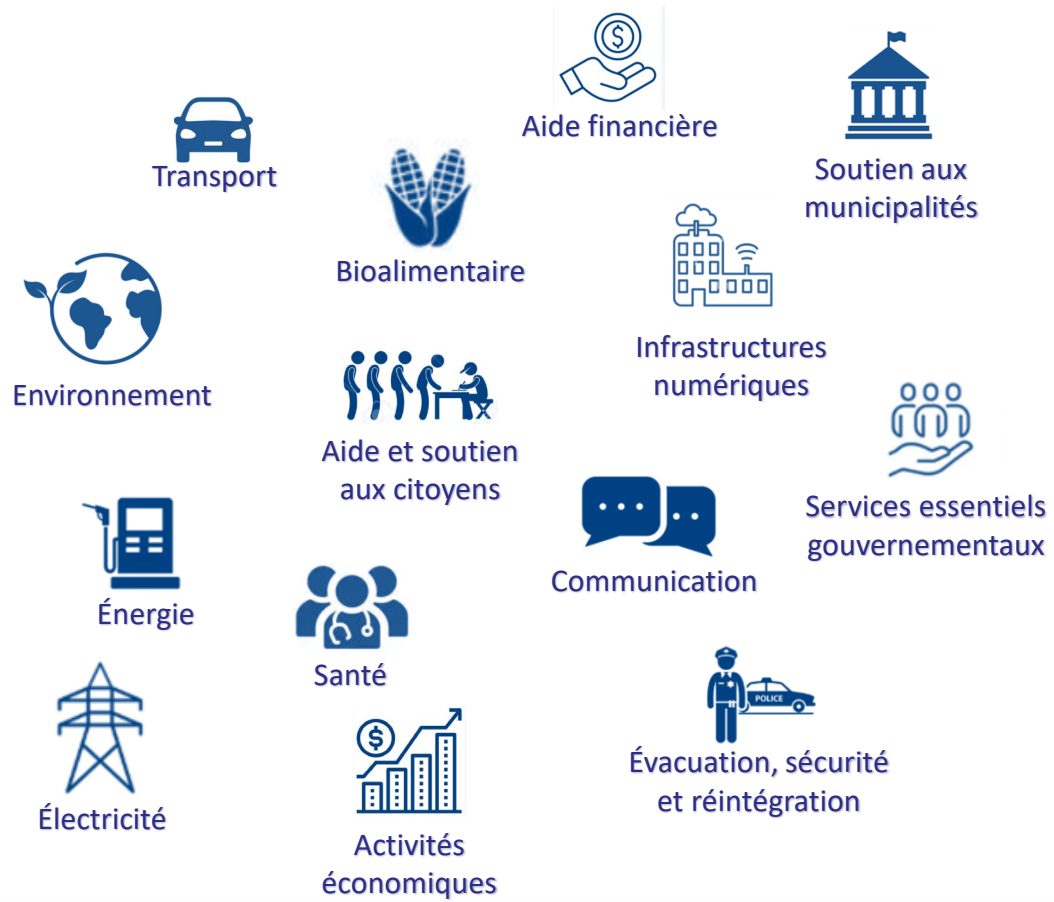 Aide financière
Transport
Soutien aux
municipalités
Bioalimentaire
Infrastructures
numériques
Environnement
Aide et soutien
aux citoyens
Services essentiels
gouvernementaux
Communication
Énergie
Santé
POLICE
Évacuation, sécurité
et réintégration
Électricité
Activités
économiques